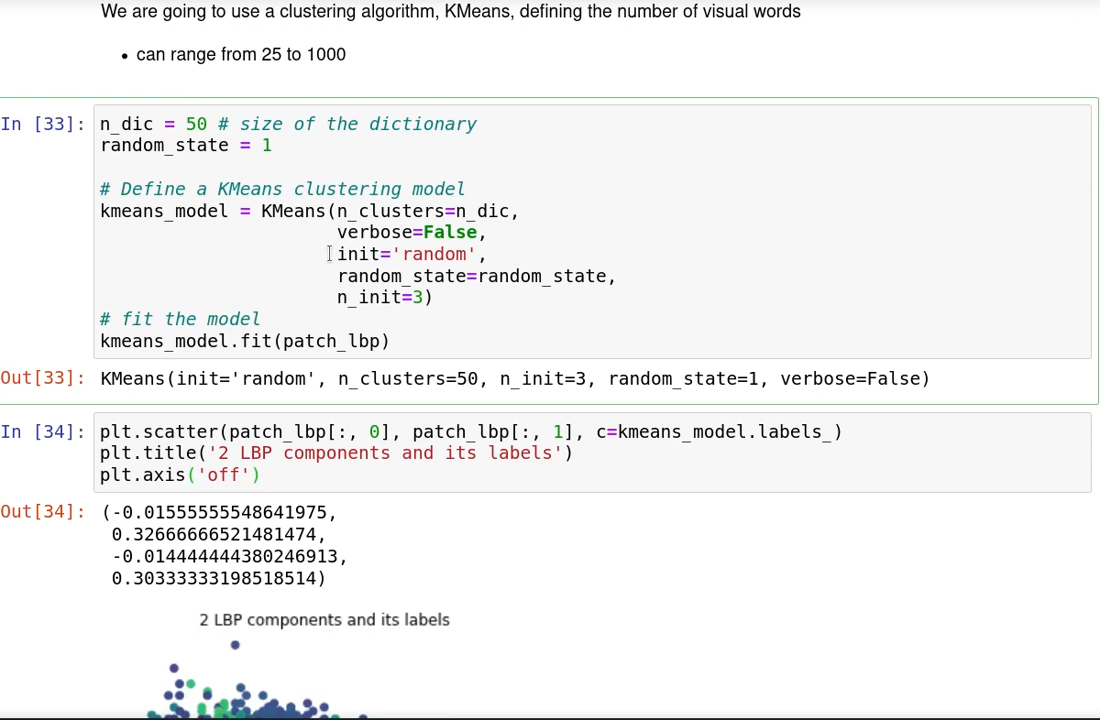 We are going to use a clustering algorithm, KMeans, defining the number of visual words
• can range from 25 to 1000
In [33]:
n_dic = 50 # size of the dictionary
random_state = 1
# Define a KMeans clustering model
kmeans_model = KMeans(n_clusters=n_dic,
verbose=False,
init='random',
random_state=random_state,
n_init=3)
# fit the model
kmeans_model.fit(patch_lbp)
Out[33]: KMeans(init='random', n_clusters=50, n_init=3, random_state=1, verbose=False)
In [34]:
plt.scatter(patch_lbp[:, 0], patch_lbp[:, 1], c=kmeans_model.labels_)
plt.title('2 LBP components and its labels')
plt.axis('off')
Out[34]: (-0.01555555548641975,
0.32666666521481474,
-0.014444444380246913,
0.30333333198518514)
2 LBP components and its labels